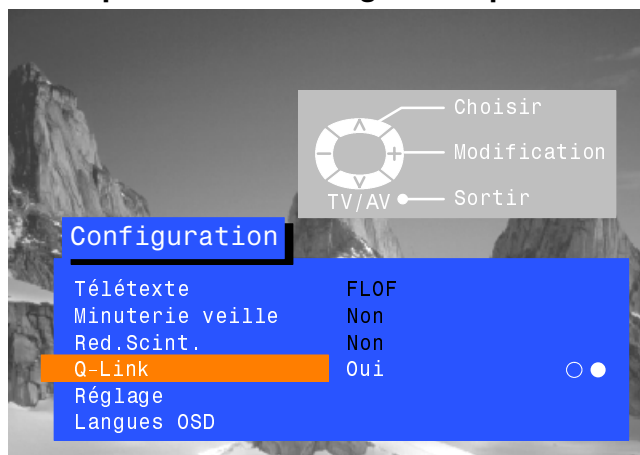 Choisir
Modification
TV/AV Sortir
Configuration
Télétexte FLOF
Minuterie veille Non
Red.Scint. Non
Q-Link Oui
Réglage
Langues OSD